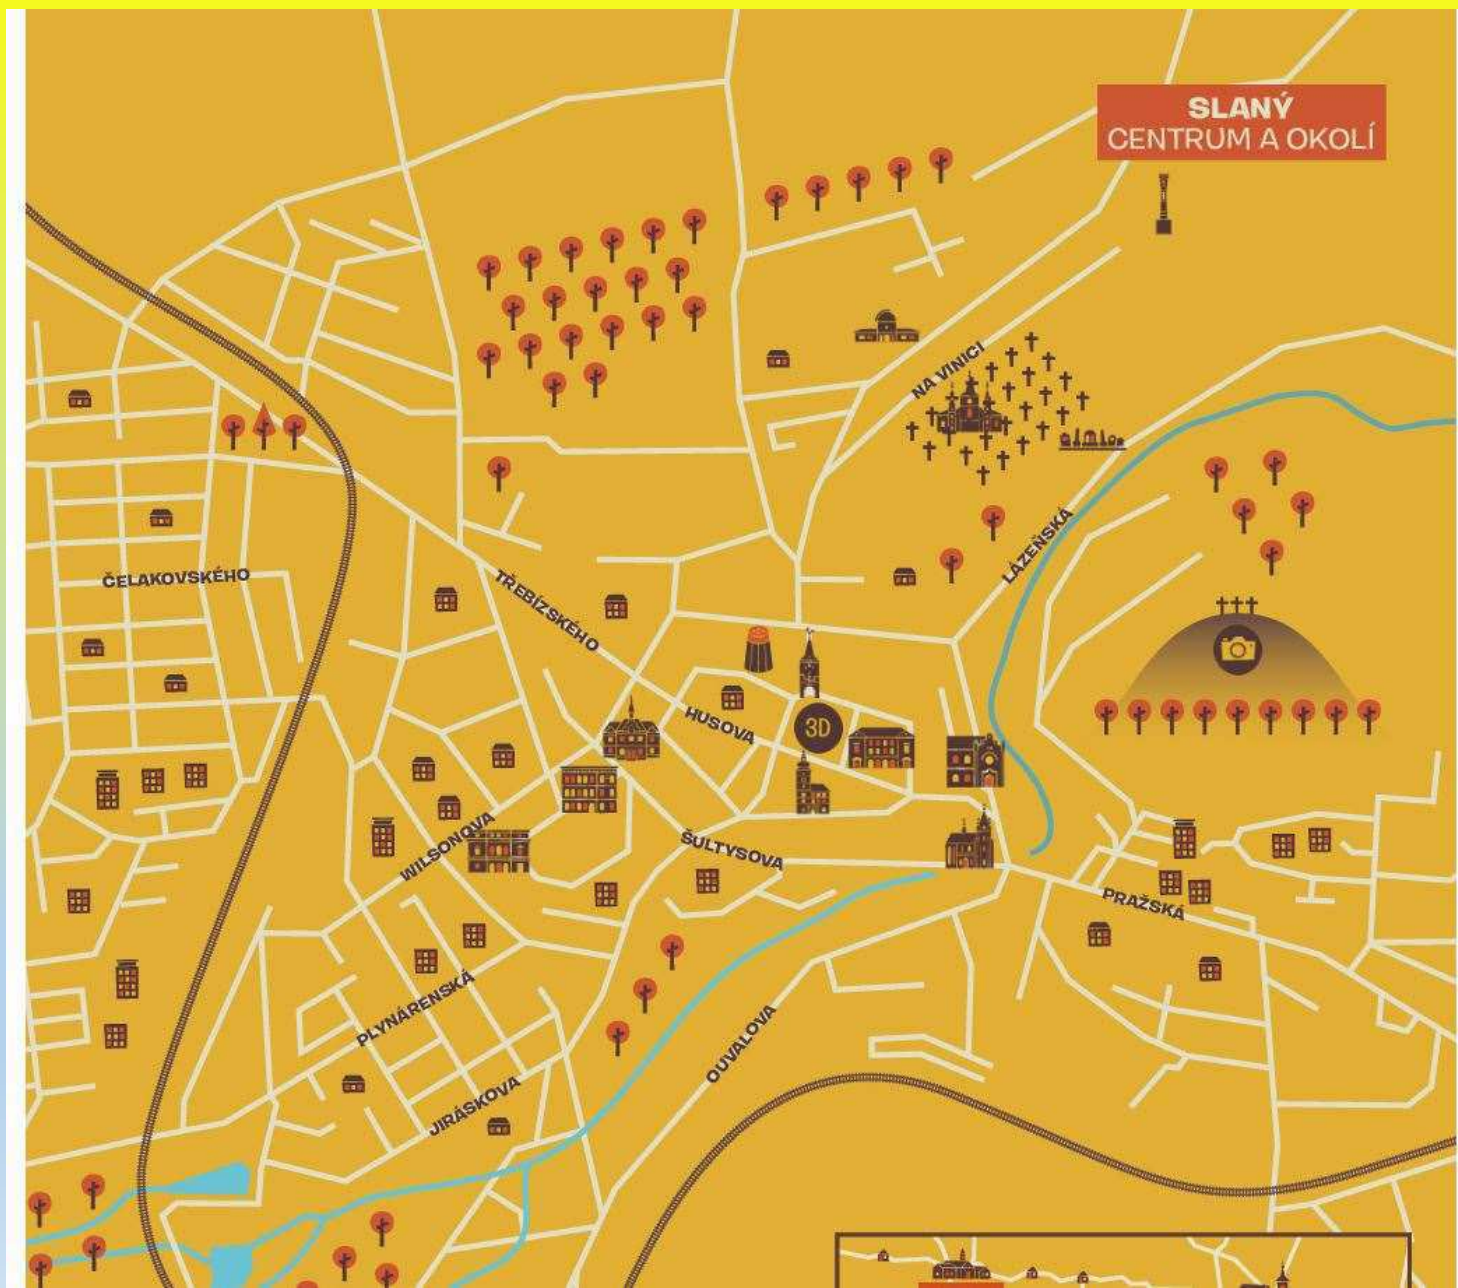 SLANÝ
CENTRUM A OKOLÍ
NA VINICI
LÁZEŇSKÁ
ČELAKOVSKÉHO
TŘEBÍZSKÉHO
HUSOVA
3D
WILSONOVA
ŠULTYSOVA
PRAŽSKÁ
PLYNÁRENSKÁ
OUVALOVA
JIRÁSKOVA